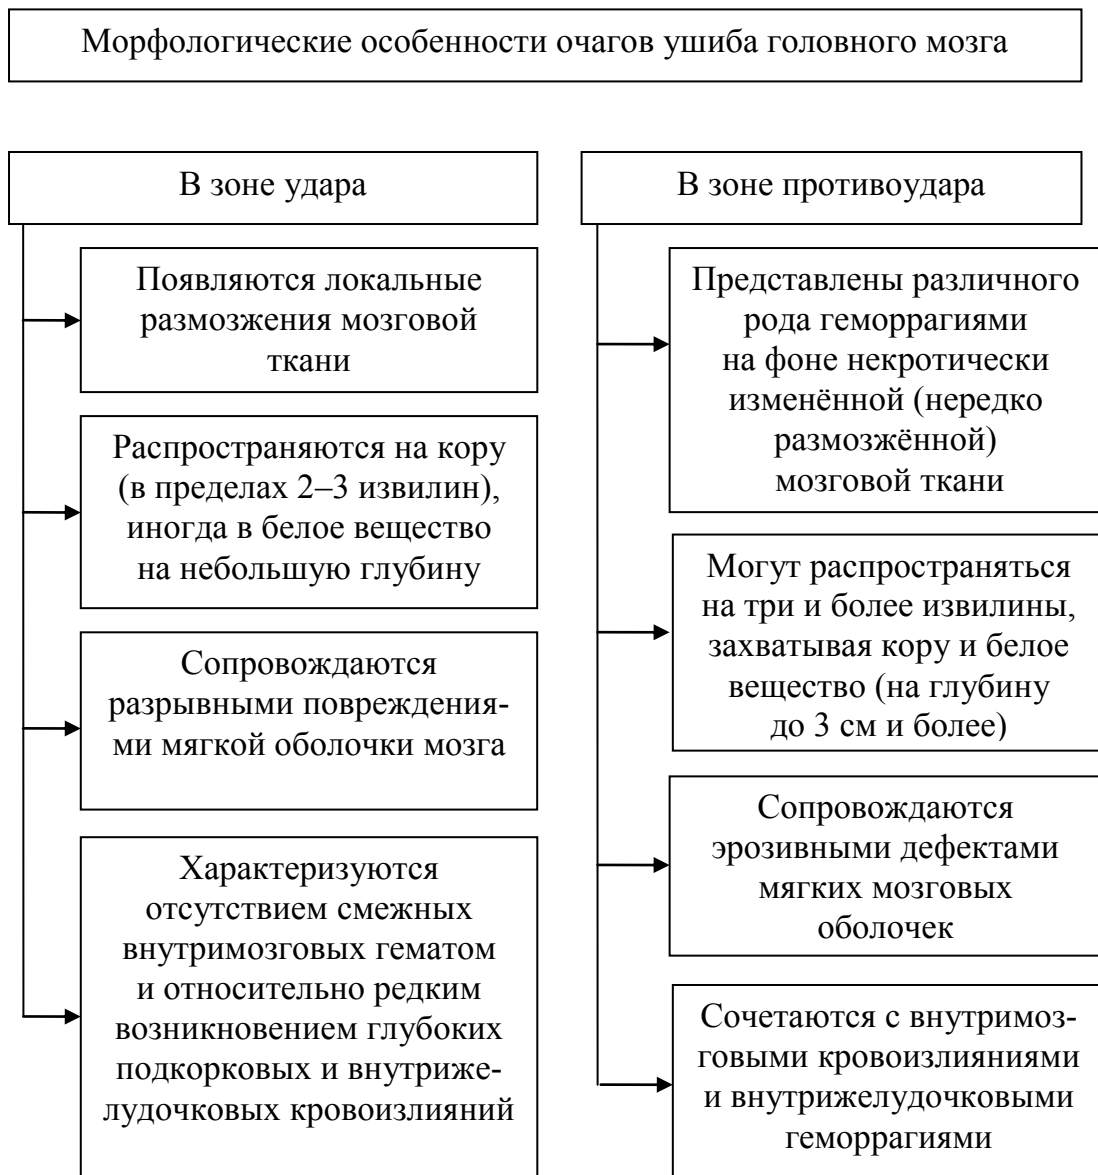 Морфологические особенности очагов ушиба головного мозга
В зоне удара
Появляются локальные
размозжения мозговой
ткани
Распространяются на кору
(в пределах 2–3 извилин),
иногда в белое вещество
на небольшую глубину
Сопровождаются
разрывными повреждения-
ми мягкой оболочки мозга
Характеризуются
отсутствием смежных
внутримозговых гематом
и относительно редким
возникновением глубоких
подкорковых и внутриже-
лудочковых кровоизлияний
В зоне противоудара
Представлены различного
рода геморрагиями
на фоне некротически
изменённой (нередко
размозжённой)
мозговой ткани
Могут распространяться
на три и более извилины,
захватывая кору и белое
вещество (на глубину
до 3 см и более)
Сопровождаются
эрозивными дефектами
мягких мозговых
оболочек
Сочетаются с внутримоз-
говыми кровоизлияниями
и внутрижелудочковыми
геморрагиями